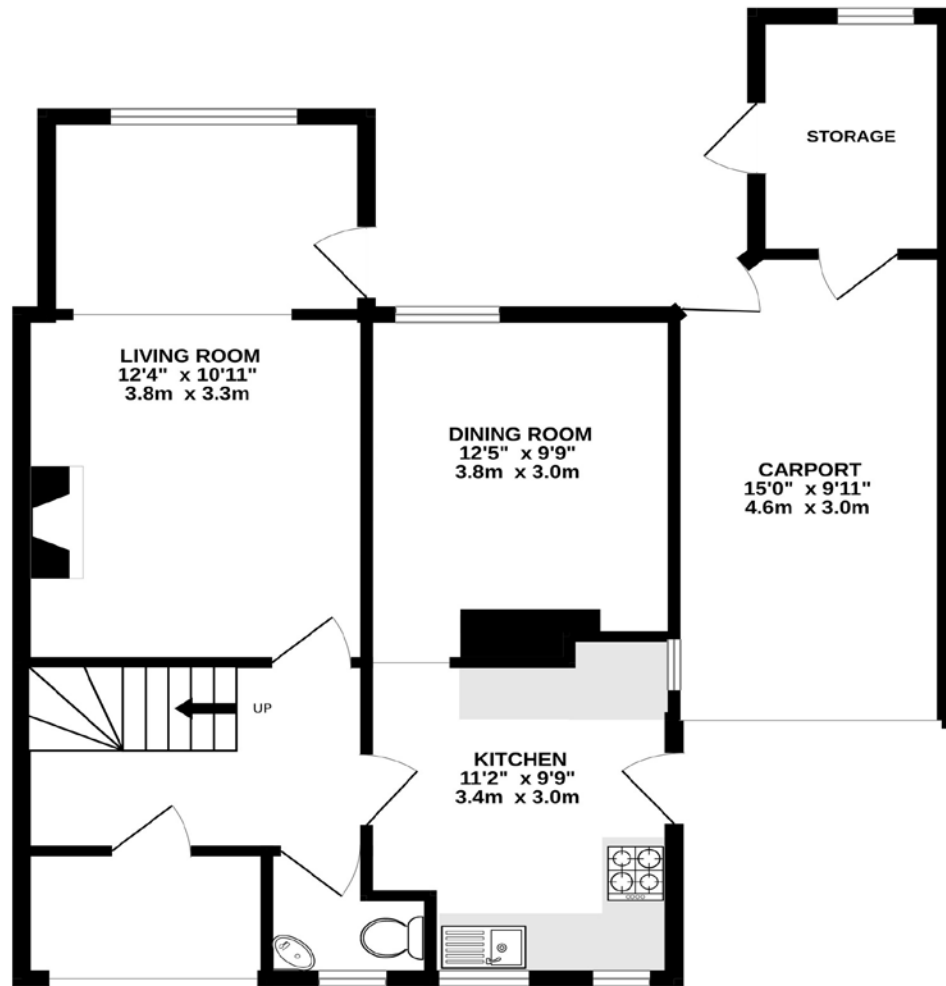 STORAGE
LIVING ROOM
12'4" x 10'11"
3.8m x 3.3m
DINING ROOM
12'5" x 9'9"
3.8m x 3.0m
CARPORT
15'0" x 9'11"
4.6m x 3.0m
UP
KITCHEN
11'2" x 9'9"
3.4m x 3.0m